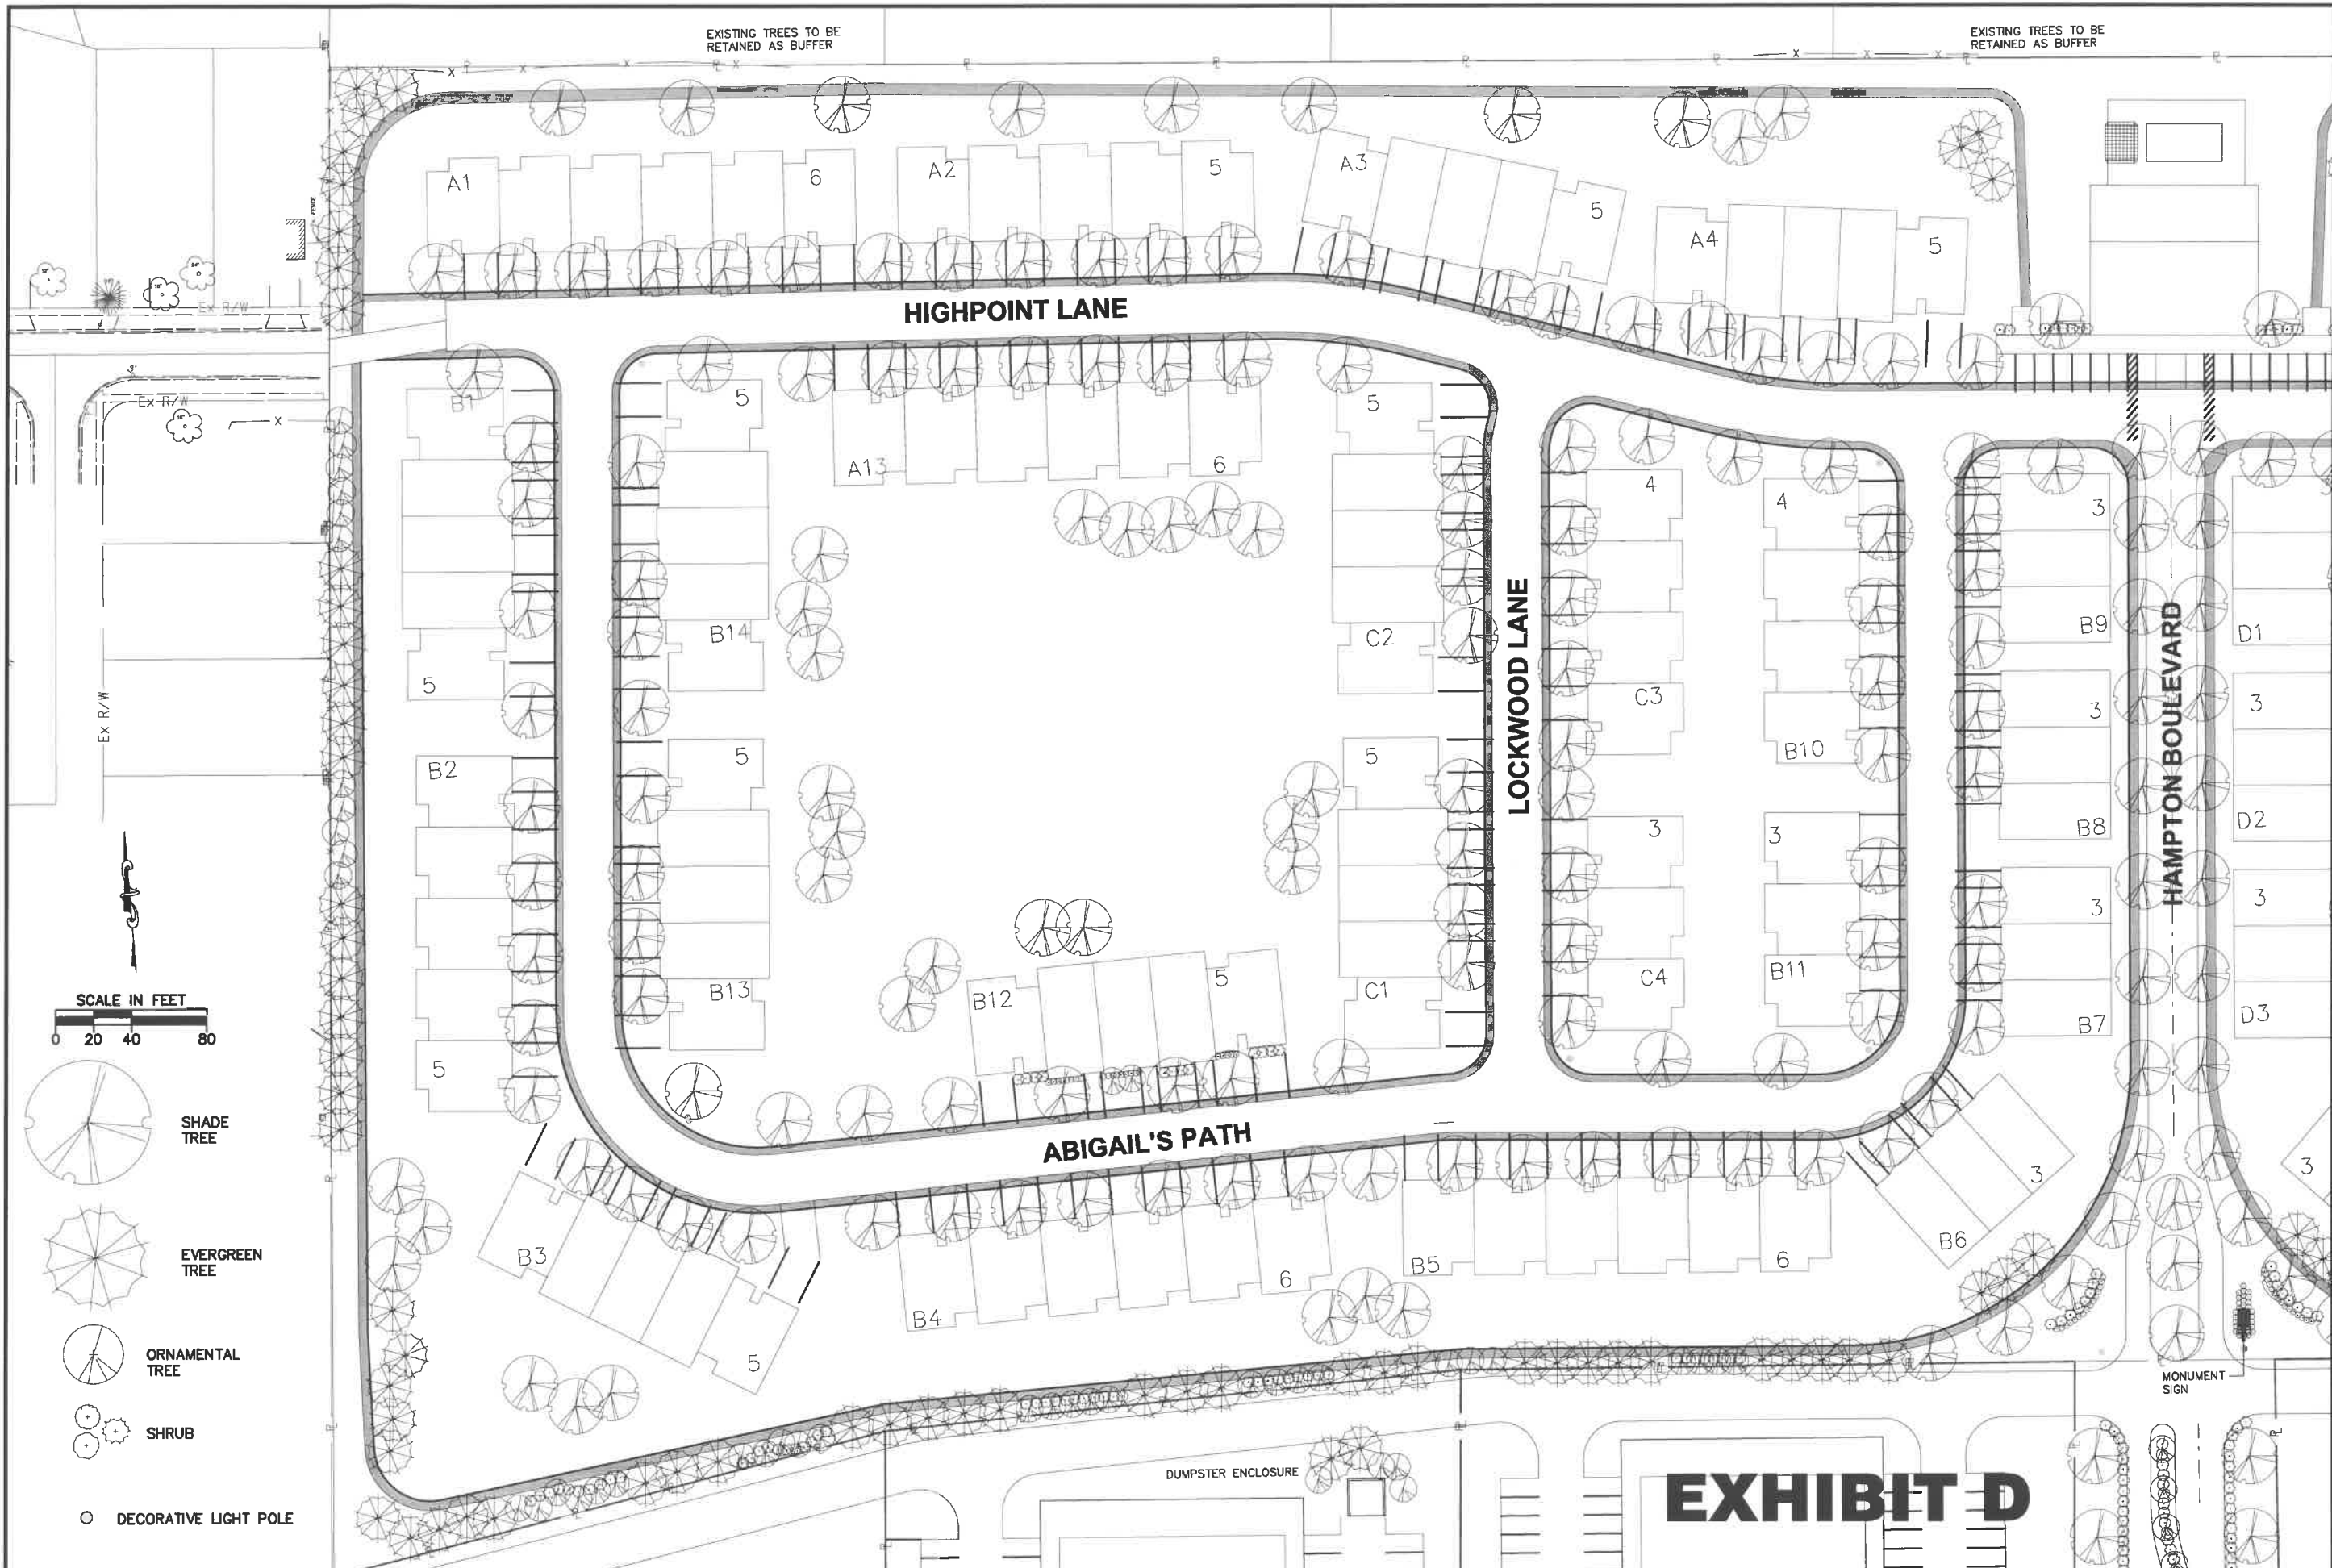 EXISTING TREES TO BE
RETAINED AS BUFFER
EXISTING TREES TO BE
RETAINED AS BUFFER
A1
6
A2
5
A3
5
A4
5
FENCE
Ex R/W
HIGHPOINT LANE
Ex R/W
B1
5
5
A13
6
5
4
4
3
B14
C2
B9
D1
5
C3
B10
3
3
LOCKWOOD LANE
HAMPTON BOULEVARD
Ex R/W
B2
5
5
3
3
B8
D2
3
3
B13
B12
5
C1
C4
B11
B7
D3
5
SCALE IN FEET
0 20 40 80
SHADE
TREE
ABIGAIL'S PATH
B3
5
B4
6
B5
6
B6
3
3
EVERGREEN
TREE
ORNAMENTAL
TREE
SHRUB
DECORATIVE LIGHT POLE
MONUMENT
SIGN
DUMPSTER ENCLOSURE
EXHIBIT D